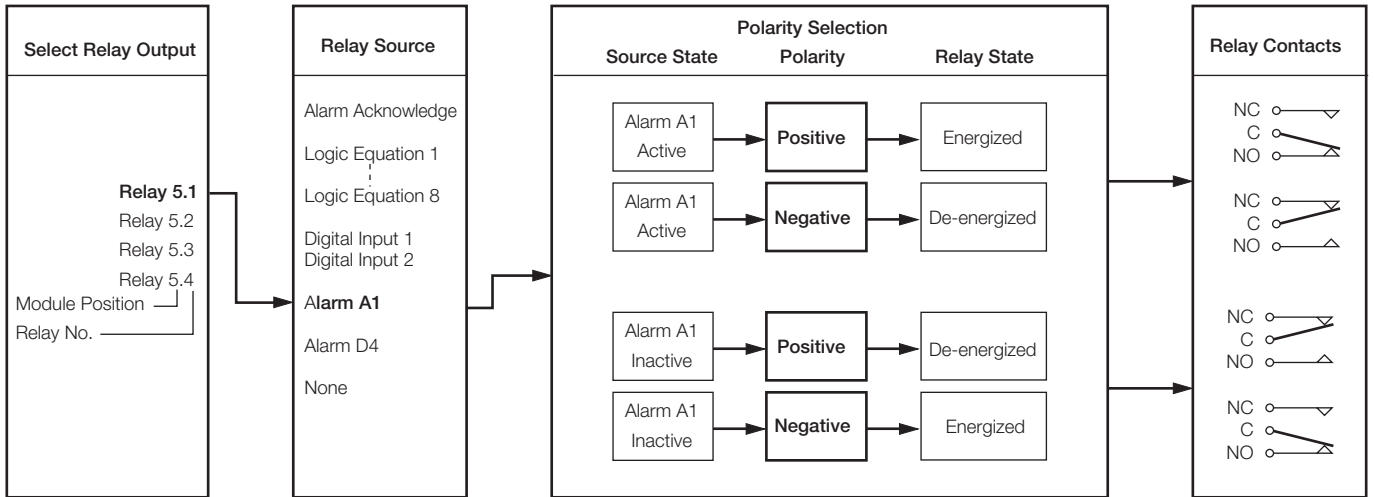 Select Relay Output
Relay 5.1
Relay 5.2
Relay 5.3
Relay 5.4
Module Position
Relay No.
Relay Source
Alarm Acknowledge
Logic Equation 1
Logic Equation 8
Digital Input 1
Digital Input 2
Alarm A1
Alarm D4
None
Polarity Selection
Source State Polarity Relay State
Alarm A1
Active
Positive
Energized
Alarm A1
Active
Negative
De-energized
Alarm A1
Inactive
Positive
De-energized
Alarm A1
Inactive
Negative
Energized
Relay Contacts
NC
C
NO
NC
C
NO
NC
C
NO
NC
C
NO